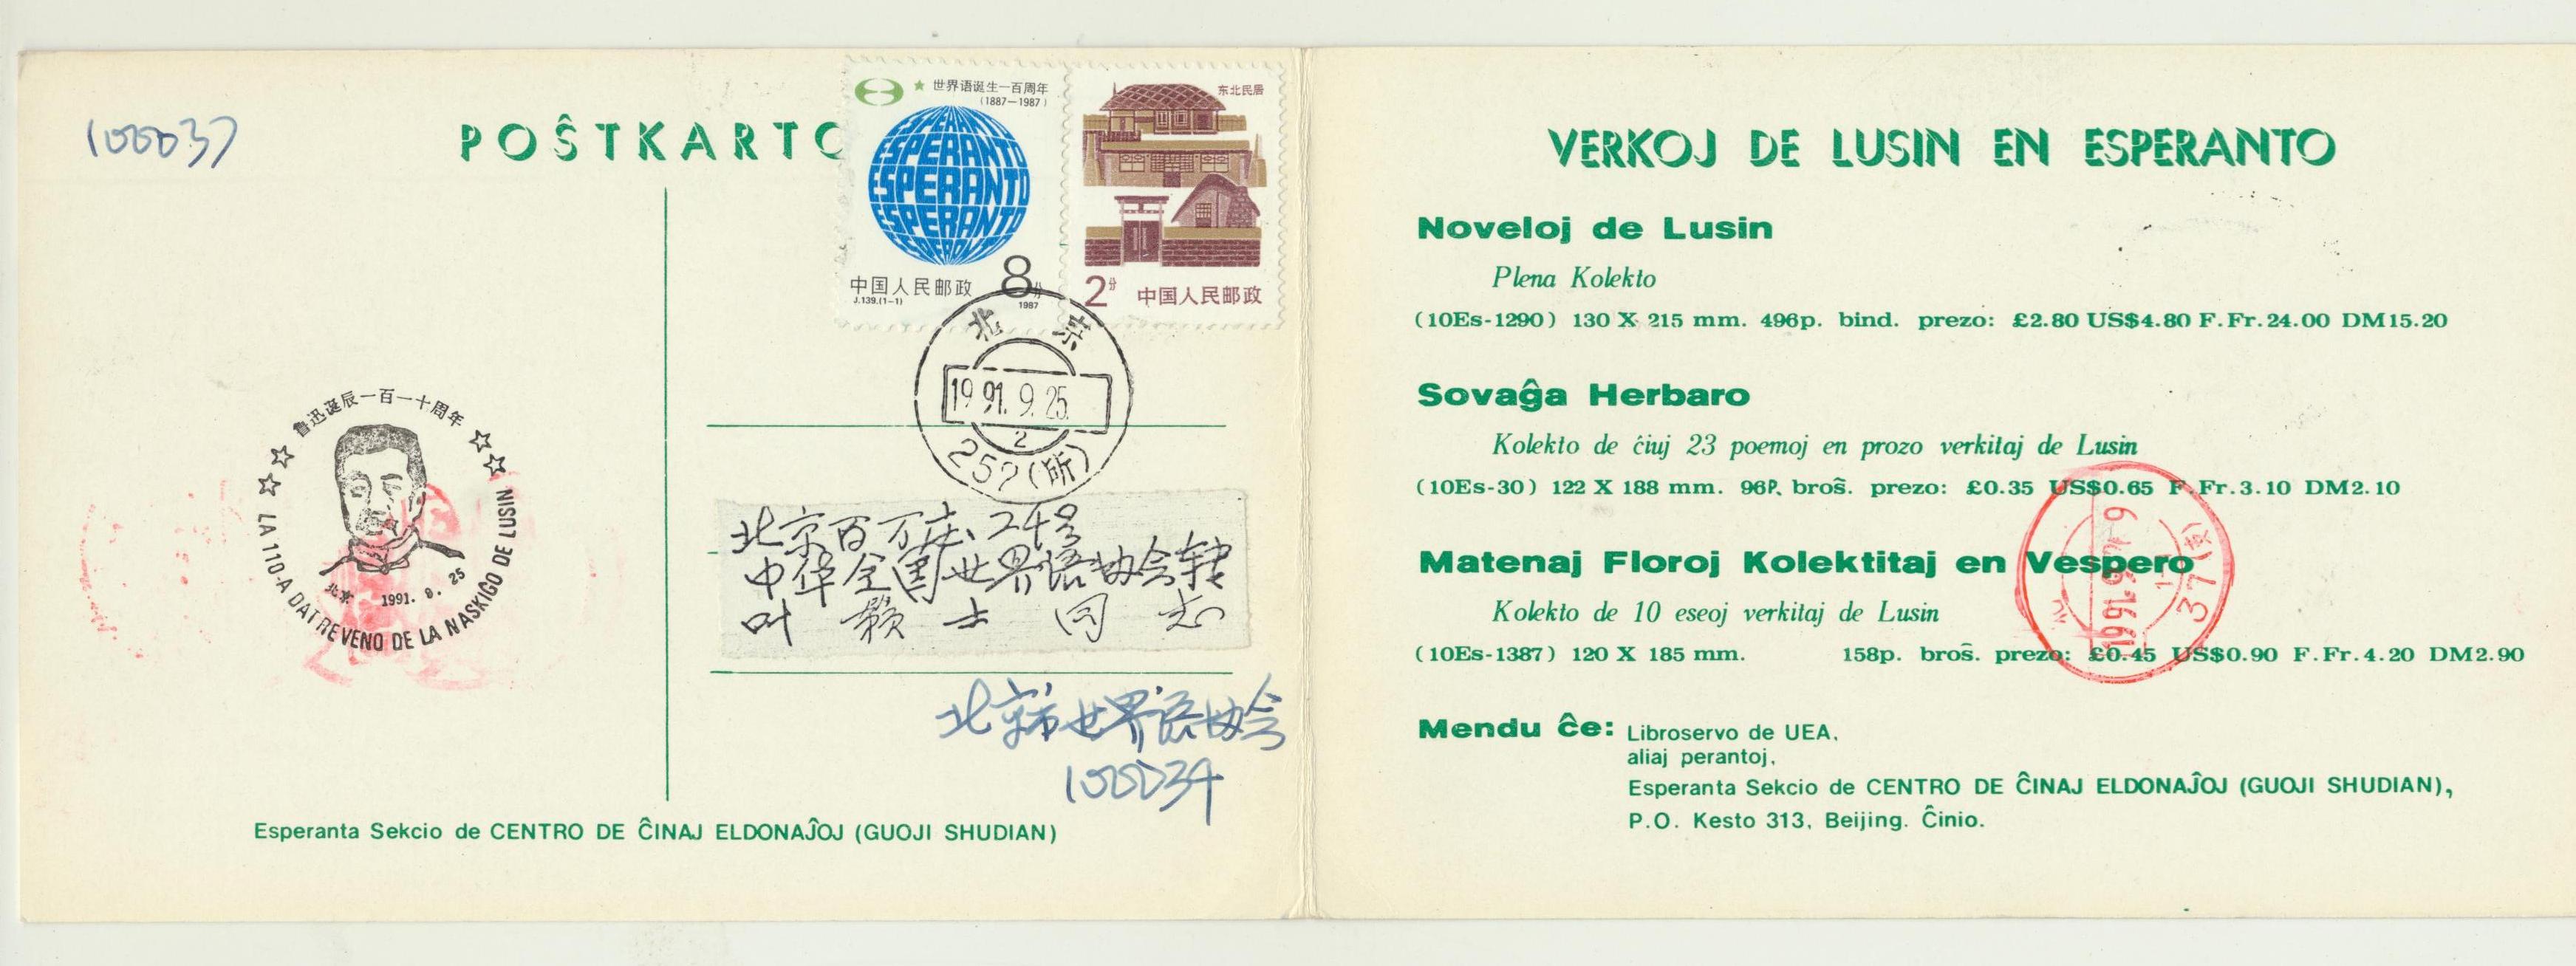 100037
POŜTKARTO
世界语诞生一百周年
(1887—1987)
ESPERANTO
ESPERANTO
ESPERANTO
ESPERANTO
中国人民邮政
8分
J.139.(1-1)
1987
东北民居
2分
中国人民邮政
北京
1991.9.25.
2
(所)
鲁迅诞辰一百一十周年
北京 1991.9.25
LA 110-A DATREVENO DE LA NASKIĜO DE LUSIN
北京百万庄24号
中华全国世界语协会转
叶籁士同志
北京市世界语协会
100034
Esperanta Sekcio de CENTRO DE ĈINAJ ELDONAĴOJ (GUOJI SHUDIAN)
VERKOJ DE LUSIN EN ESPERANTO
Noveloj de Lusin
Plena Kolekto
(10Es-1290) 130 X 215 mm. 496p. bind. prezo: £2.80 US$4.80 F.Fr.24.00 DM15.20
Sovaĝa Herbaro
Kolekto de ĉiuj 23 poemoj en prozo verkitaj de Lusin
(10Es-30) 122 X 188 mm. 96P. broŝ. prezo: £0.35 US$0.65 F.Fr.3.10 DM2.10
Matenaj Floroj Kolektitaj en Vespero
Kolekto de 10 eseoj verkitaj de Lusin
(10Es-1387) 120 X 185 mm. 158p. broŝ. prezo: £0.45 US$0.90 F.Fr.4.20 DM2.90
Mendu ĉe: Libroservo de UEA,
aliaj perantoj,
Esperanta Sekcio de CENTRO DE ĈINAJ ELDONAĴOJ (GUOJI SHUDIAN),
P.O. Kesto 313, Beijing. Ĉinio.